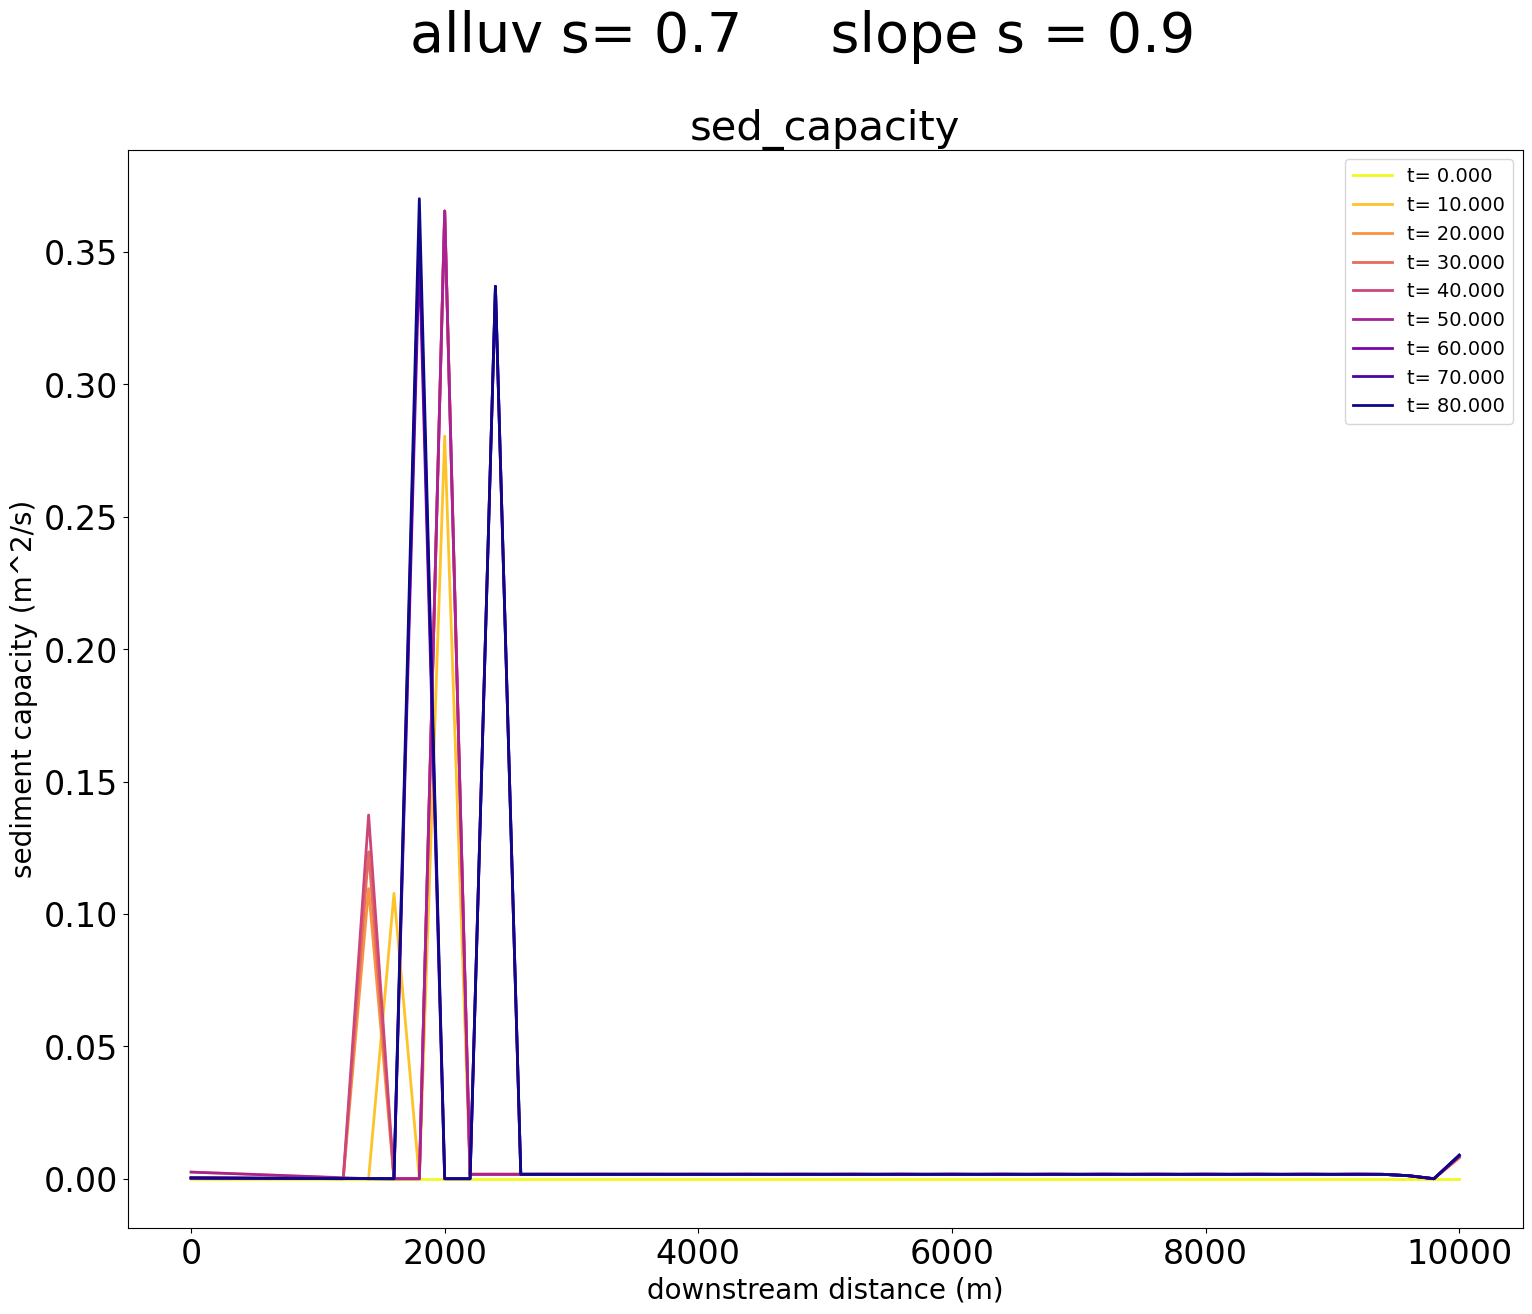 alluv s= 0.7     slope s = 0.9
sed_capacity
t= 0.000
t= 10.000
t= 20.000
t= 30.000
t= 40.000
t= 50.000
t= 60.000
t= 70.000
t= 80.000
sediment capacity (m^2/s)
0.35
0.30
0.25
0.20
0.15
0.10
0.05
0.00
0 2000 4000 6000 8000 10000
downstream distance (m)